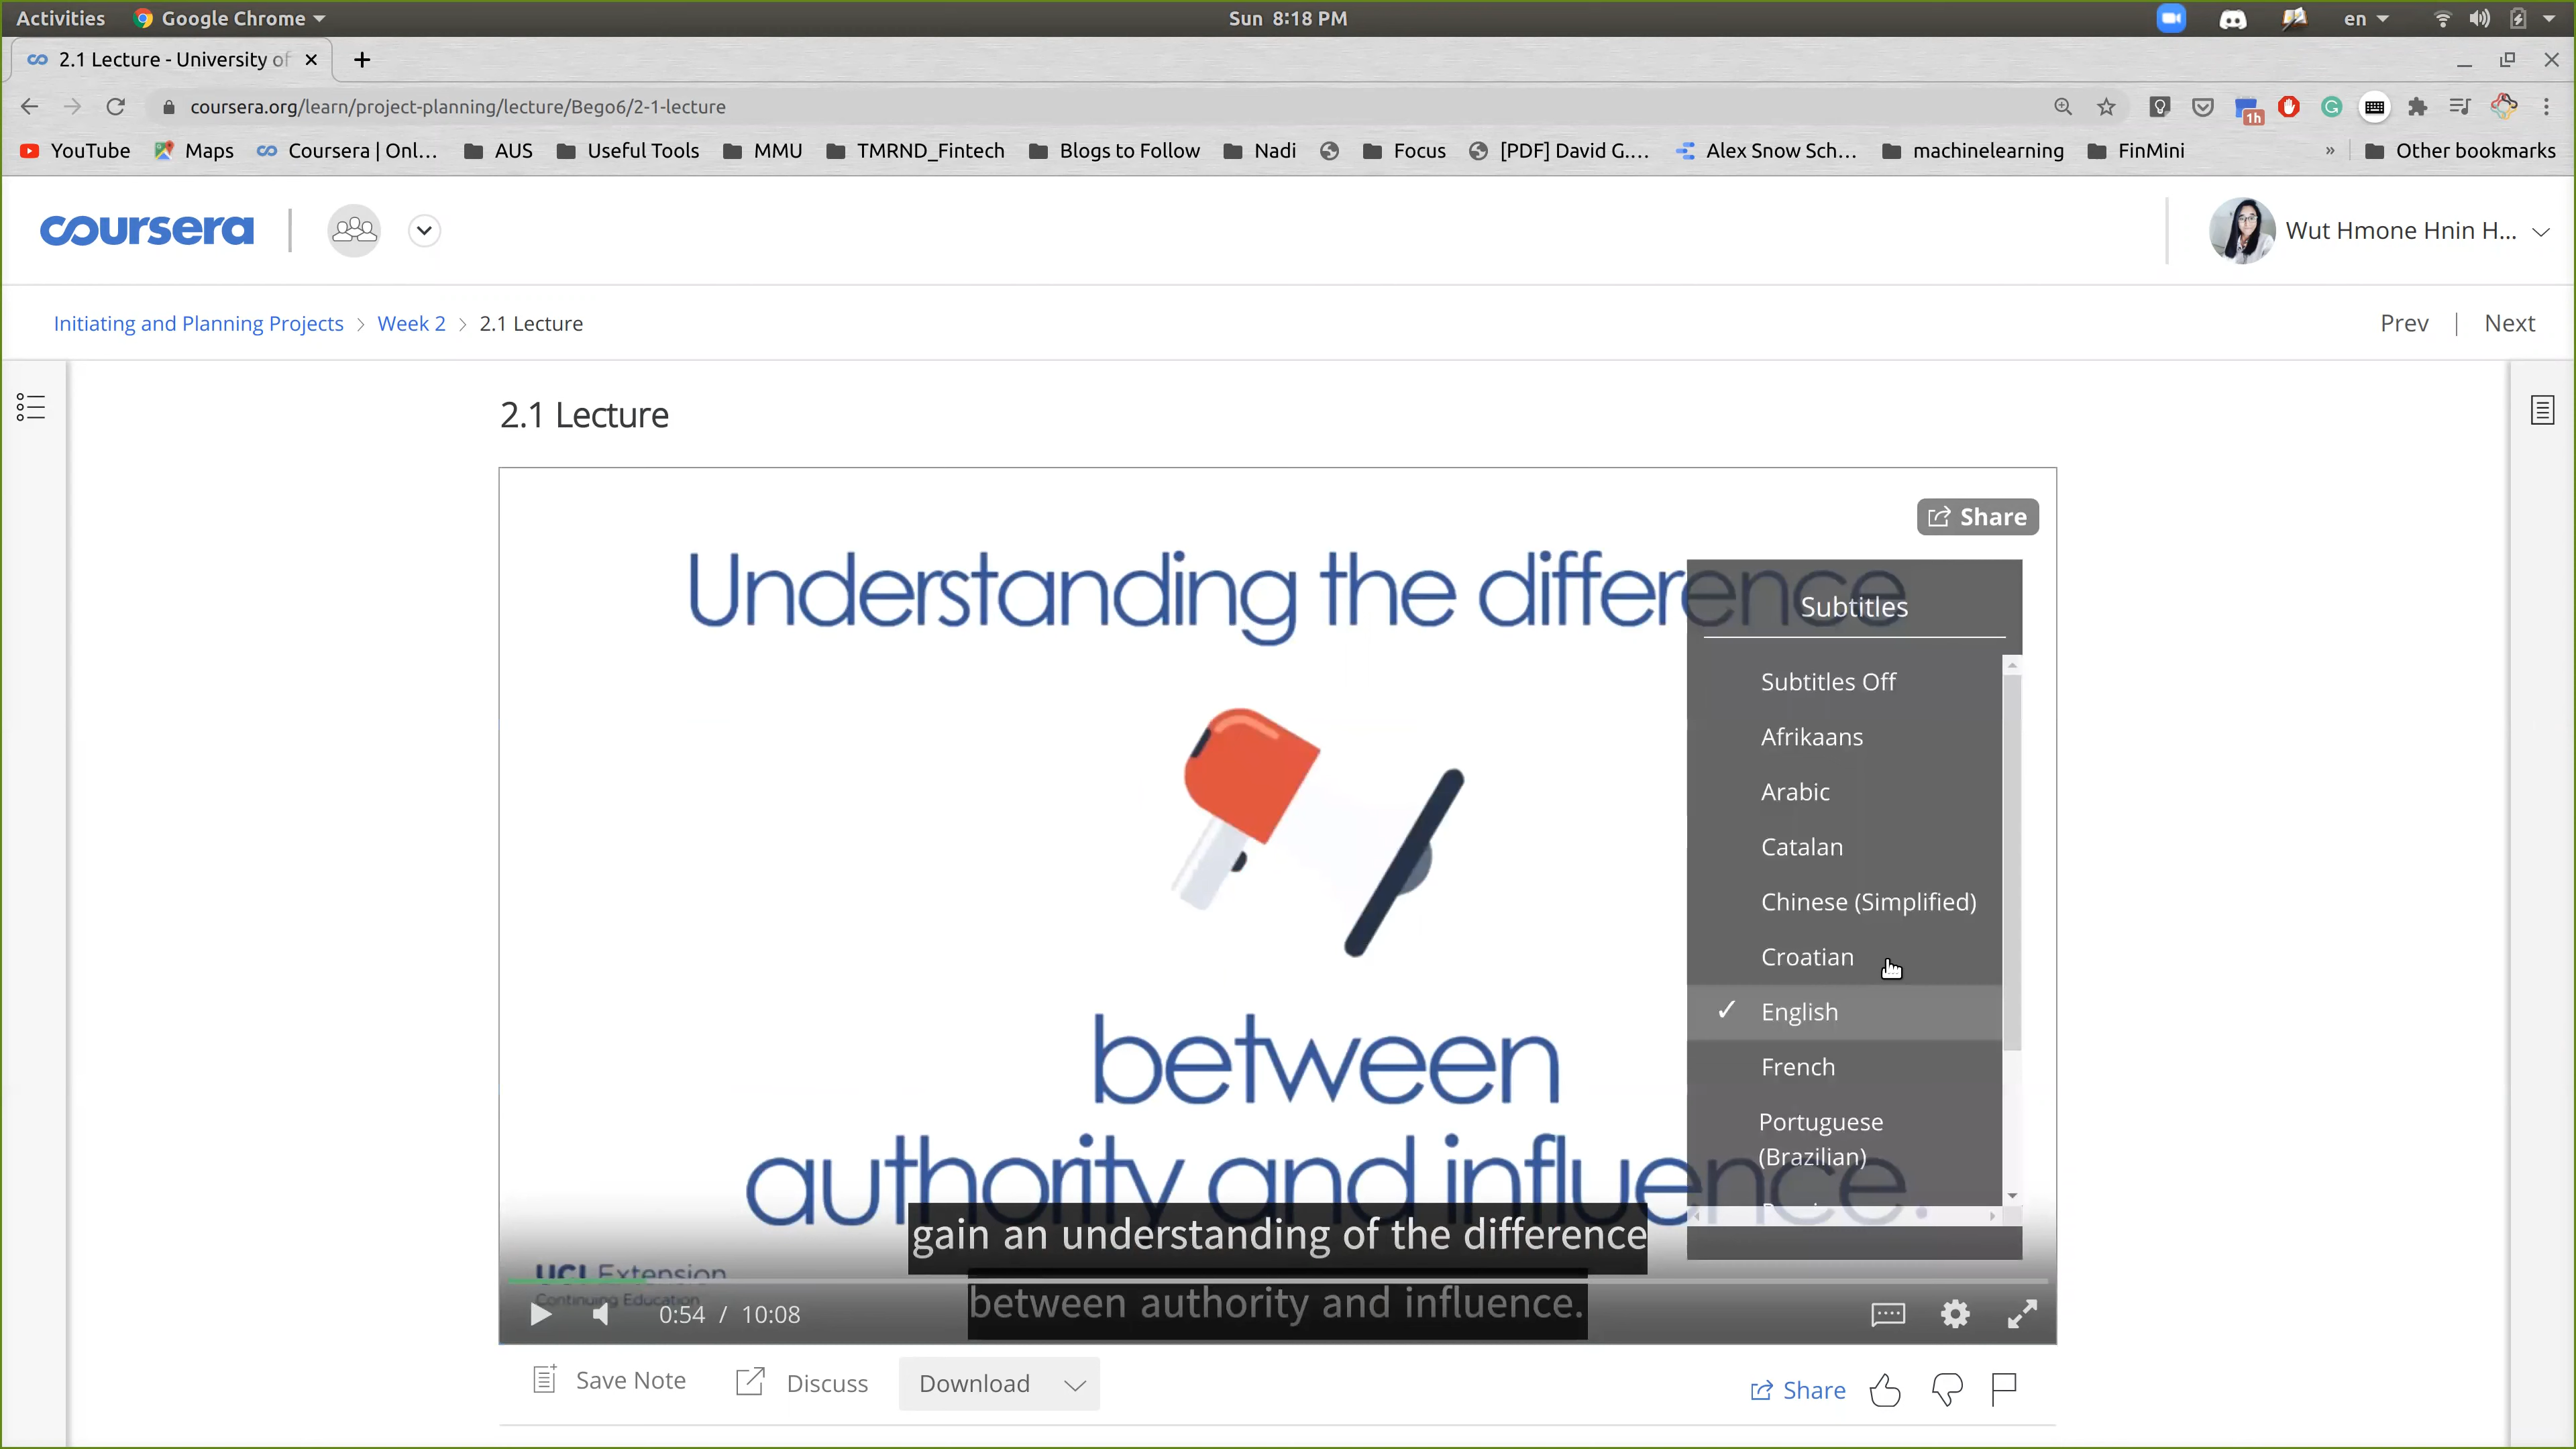 Activities Google Chrome Sun 8:18 PM en
2.1 Lecture - University of
coursera.org/learn/project-planning/lecture/Bego6/2-1-lecture 1h
YouTube Maps Coursera | Onl... AUS Useful Tools MMU TMRND_Fintech Blogs to Follow Nadi Focus [PDF] David G.... Alex Snow Sch... machinelearning FinMini » Other bookmarks
coursera Wut Hmone Hnin H...
Initiating and Planning Projects > Week 2 > 2.1 Lecture Prev | Next
2.1 Lecture
Share
Understanding the difference
between
authority and influence.
Subtitles
Subtitles Off
Afrikaans
Arabic
Catalan
Chinese (Simplified)
Croatian
✓ English
French
Portuguese
(Brazilian)
gain an understanding of the difference
between authority and influence.
UCI Extension
Continuing Education
0:54 / 10:08
Save Note Discuss Download Share